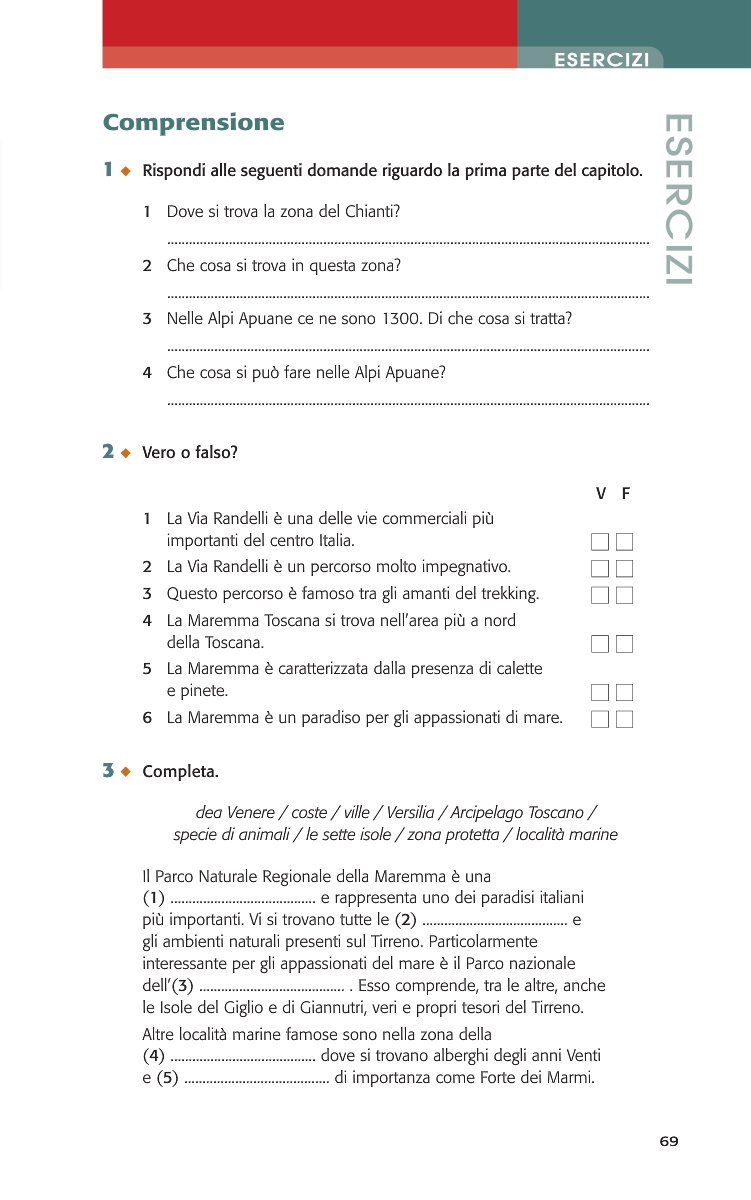 ESERCIZI
ESERCIZI
Comprensione
1 ◆ Rispondi alle seguenti domande riguardo la prima parte del capitolo.
1 Dove si trova la zona del Chianti?
....................................................................................................................................
2 Che cosa si trova in questa zona?
....................................................................................................................................
3 Nelle Alpi Apuane ce ne sono 1300. Di che cosa si tratta?
....................................................................................................................................
4 Che cosa si può fare nelle Alpi Apuane?
....................................................................................................................................
2 ◆ Vero o falso?
V F
1 La Via Randelli è una delle vie commerciali più
importanti del centro Italia. □ □
2 La Via Randelli è un percorso molto impegnativo. □ □
3 Questo percorso è famoso tra gli amanti del trekking. □ □
4 La Maremma Toscana si trova nell'area più a nord
della Toscana. □ □
5 La Maremma è caratterizzata dalla presenza di calette
e pinete. □ □
6 La Maremma è un paradiso per gli appassionati di mare. □ □
3 ◆ Completa.
dea Venere / coste / ville / Versilia / Arcipelago Toscano /
specie di animali / le sette isole / zona protetta / località marine
Il Parco Naturale Regionale della Maremma è una
(1) ........................................ e rappresenta uno dei paradisi italiani
più importanti. Vi si trovano tutte le (2) ........................................ e
gli ambienti naturali presenti sul Tirreno. Particolarmente
interessante per gli appassionati del mare è il Parco nazionale
dell'(3) ........................................ . Esso comprende, tra le altre, anche
le Isole del Giglio e di Giannutri, veri e propri tesori del Tirreno.
Altre località marine famose sono nella zona della
(4) ........................................ dove si trovano alberghi degli anni Venti
e (5) ........................................ di importanza come Forte dei Marmi.
69